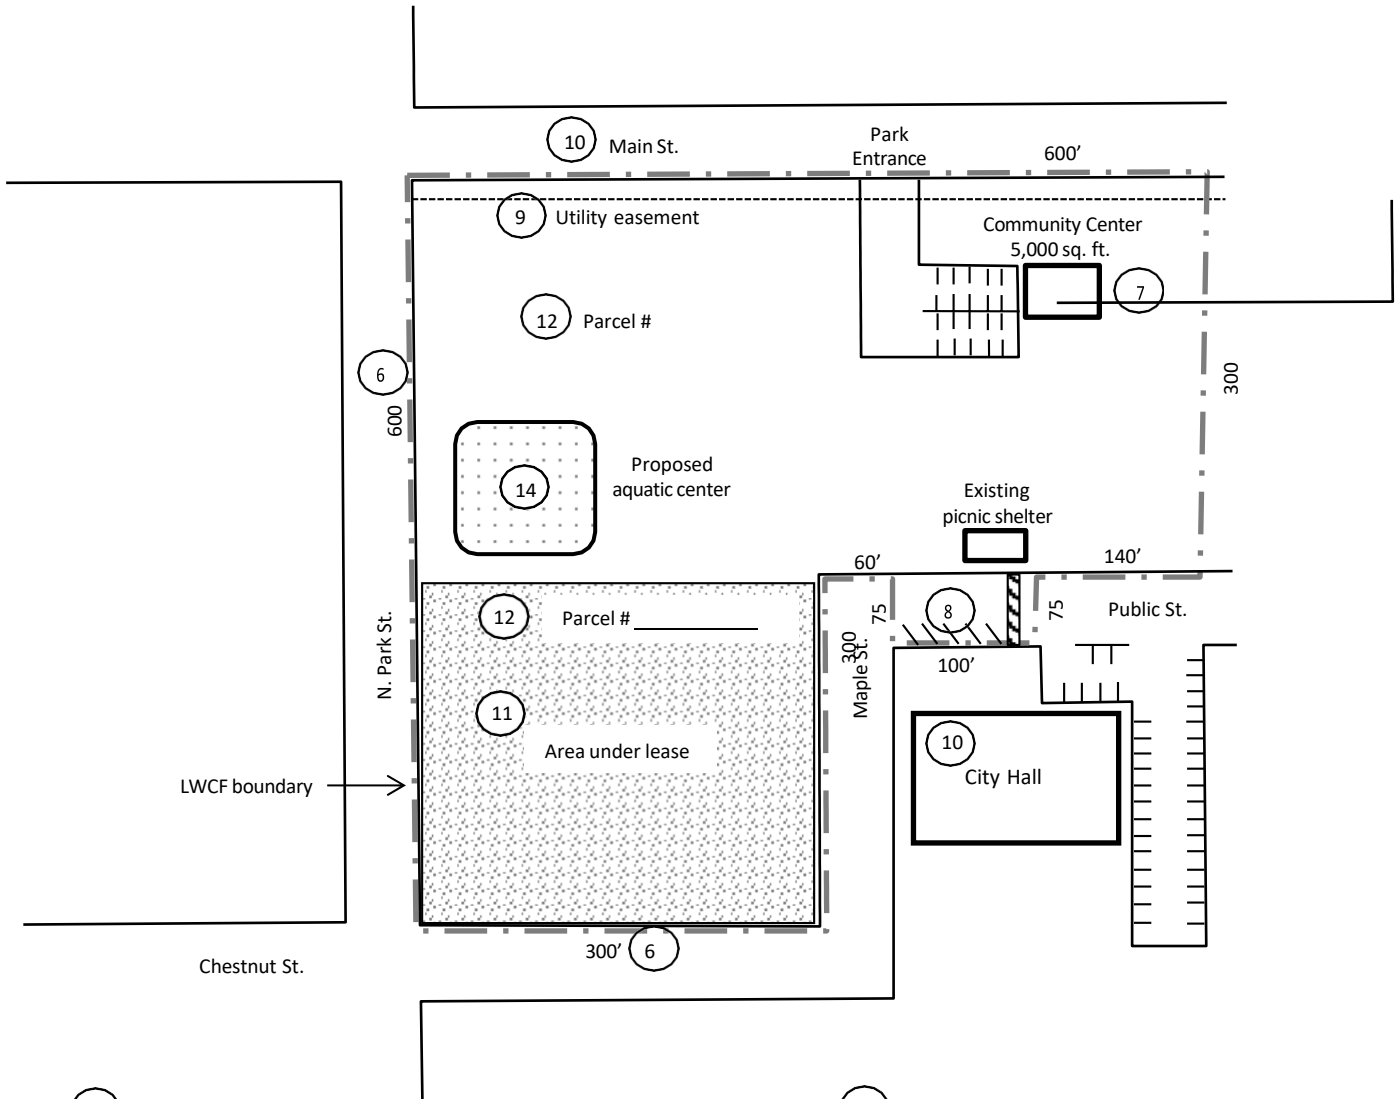 10 Main St.
Park
Entrance
600’
9 Utility easement
Community Center
5,000 sq. ft.
7
12 Parcel #
6
600
300
14
Proposed
aquatic center
Existing
picnic shelter
60’
140’
12 Parcel #
75
8
75
Public St.
300
Maple St.
100’
N. Park St.
11
Area under lease
10
City Hall
LWCF boundary
300’ 6
Chestnut St.